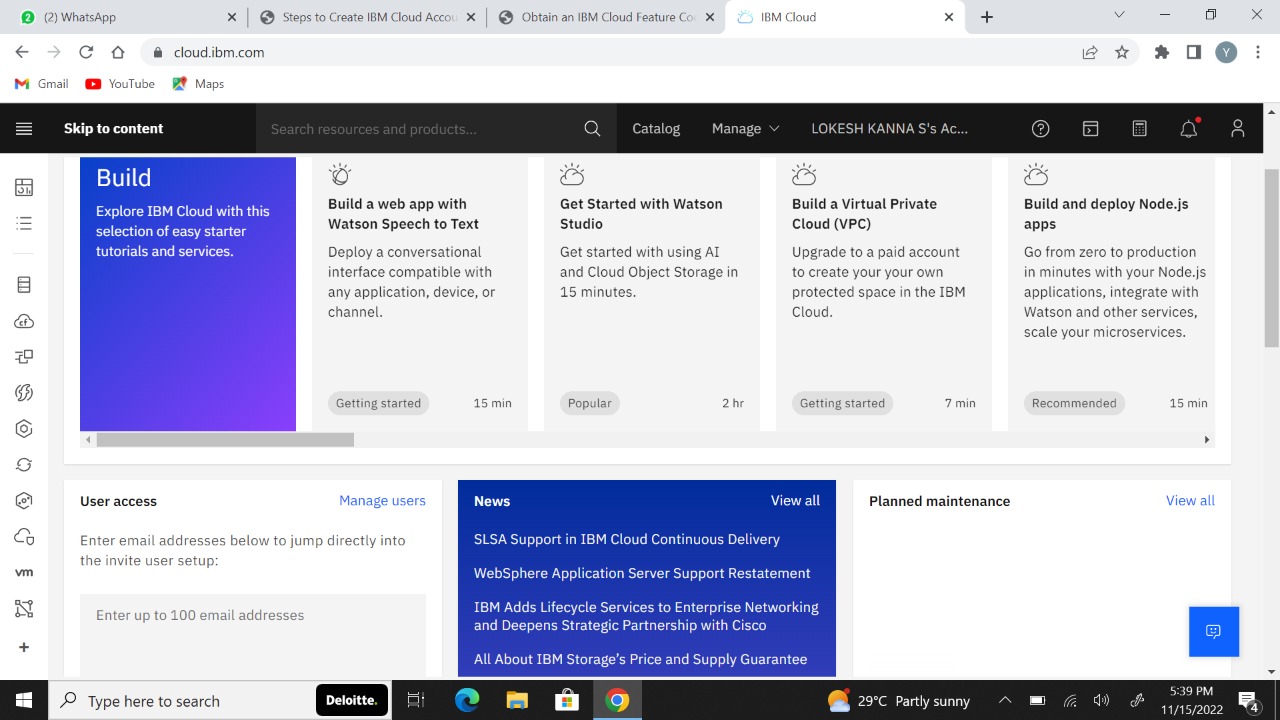 (2) WhatsApp
Steps to Create IBM Cloud Accou
Obtain an IBM Cloud Feature Co
IBM Cloud
cloud.ibm.com
Y
Gmail
YouTube
Maps
Skip to content
Search resources and products...
Catalog
Manage
LOKESH KANNA S's Ac...
Build
Explore IBM Cloud with this
selection of easy starter
tutorials and services.
Build a web app with
Watson Speech to Text
Deploy a conversational
interface compatible with
any application, device, or
channel.
Getting started
15 min
Get Started with Watson
Studio
Get started with using AI
and Cloud Object Storage in
15 minutes.
Popular
2 hr
Build a Virtual Private
Cloud (VPC)
Upgrade to a paid account
to create your your own
protected space in the IBM
Cloud.
Getting started
7 min
Build and deploy Node.js
apps
Go from zero to production
in minutes with your Node.js
applications, integrate with
Watson and other services,
scale your microservices.
Recommended
15 min
vm
User access
Manage users
Enter email addresses below to jump directly into
the invite user setup:
Enter up to 100 email addresses
News
View all
SLSA Support in IBM Cloud Continuous Delivery
WebSphere Application Server Support Restatement
IBM Adds Lifecycle Services to Enterprise Networking
and Deepens Strategic Partnership with Cisco
All About IBM Storage's Price and Supply Guarantee
Planned maintenance
View all
Type here to search
Deloitte.
29°C Partly sunny
5:39 PM
11/15/2022
4